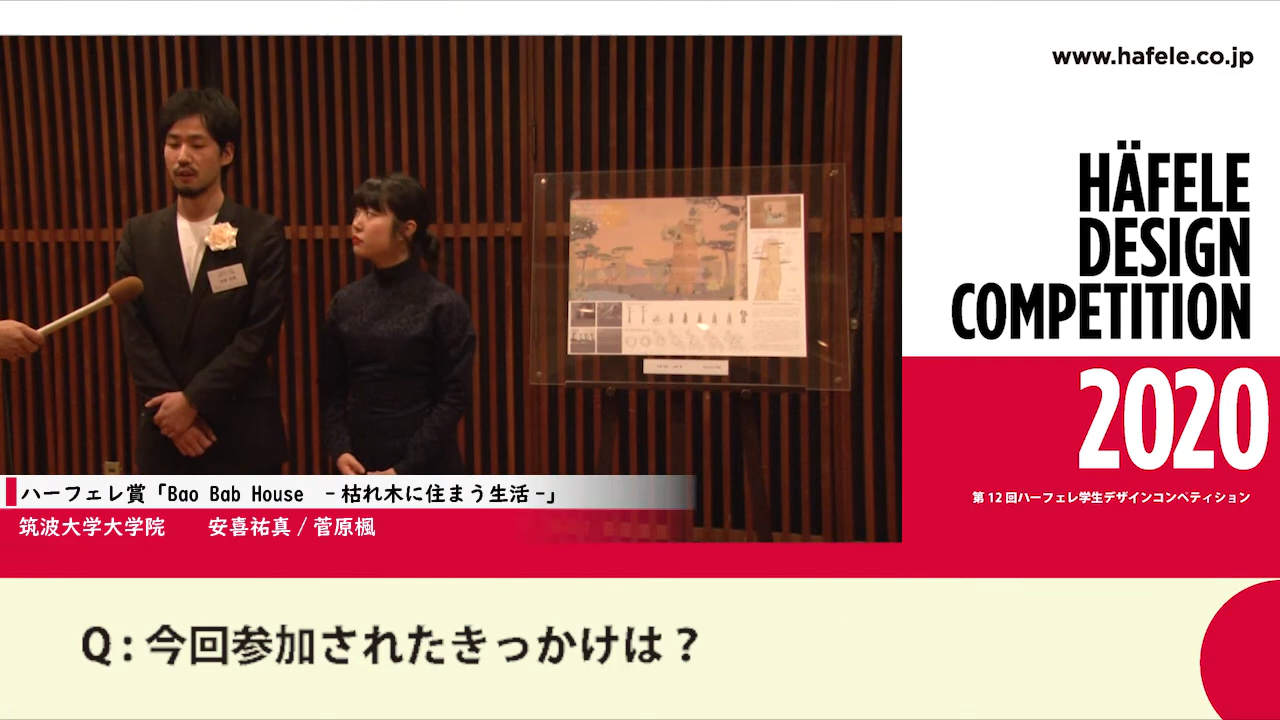 www.hafele.co.jp
HÄFELE
DESIGN
COMPETITION
2020
第12回ハーフェレ学生デザインコンペティション
ハーフェレ賞「Bao Bab House －枯れ木に住まう生活－」
筑波大学大学院 安喜祐真 / 菅原楓
Q : 今回参加されたきっかけは？